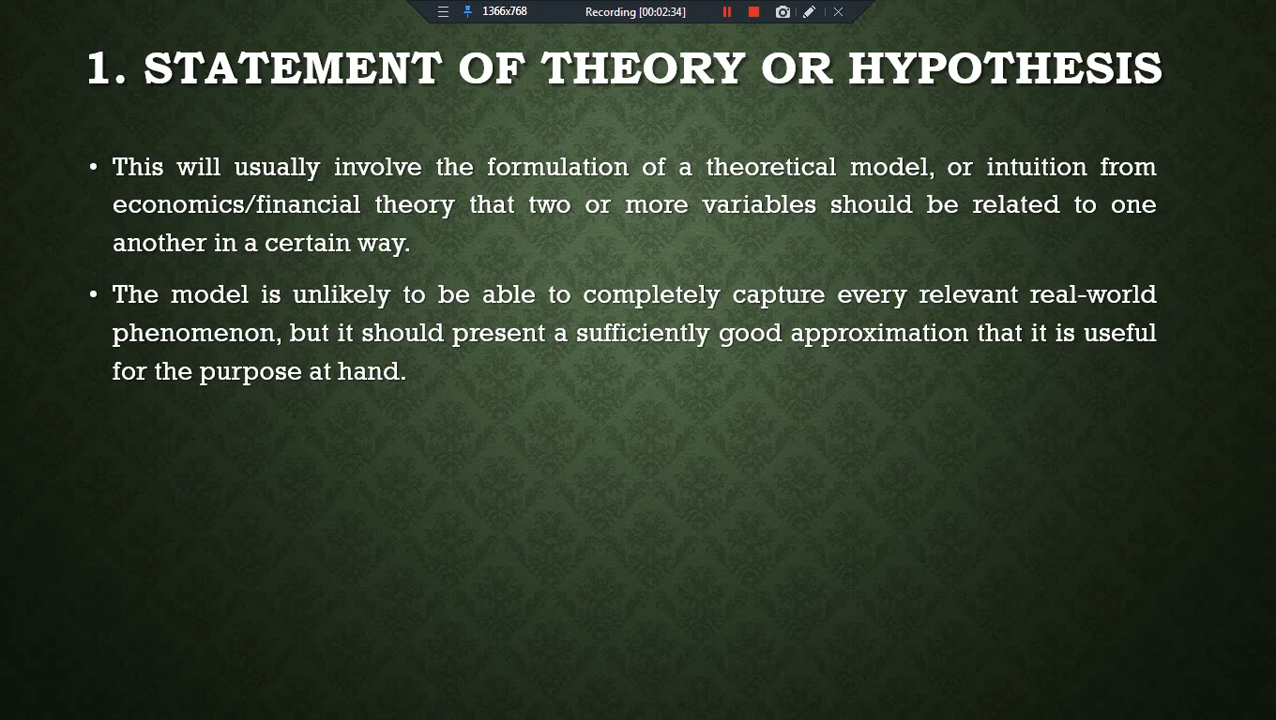 1366x768 Recording [00:02:34]
1. STATEMENT OF THEORY OR HYPOTHESIS
• This will usually involve the formulation of a theoretical model, or intuition from
economics/financial theory that two or more variables should be related to one
another in a certain way.
• The model is unlikely to be able to completely capture every relevant real-world
phenomenon, but it should present a sufficiently good approximation that it is useful
for the purpose at hand.